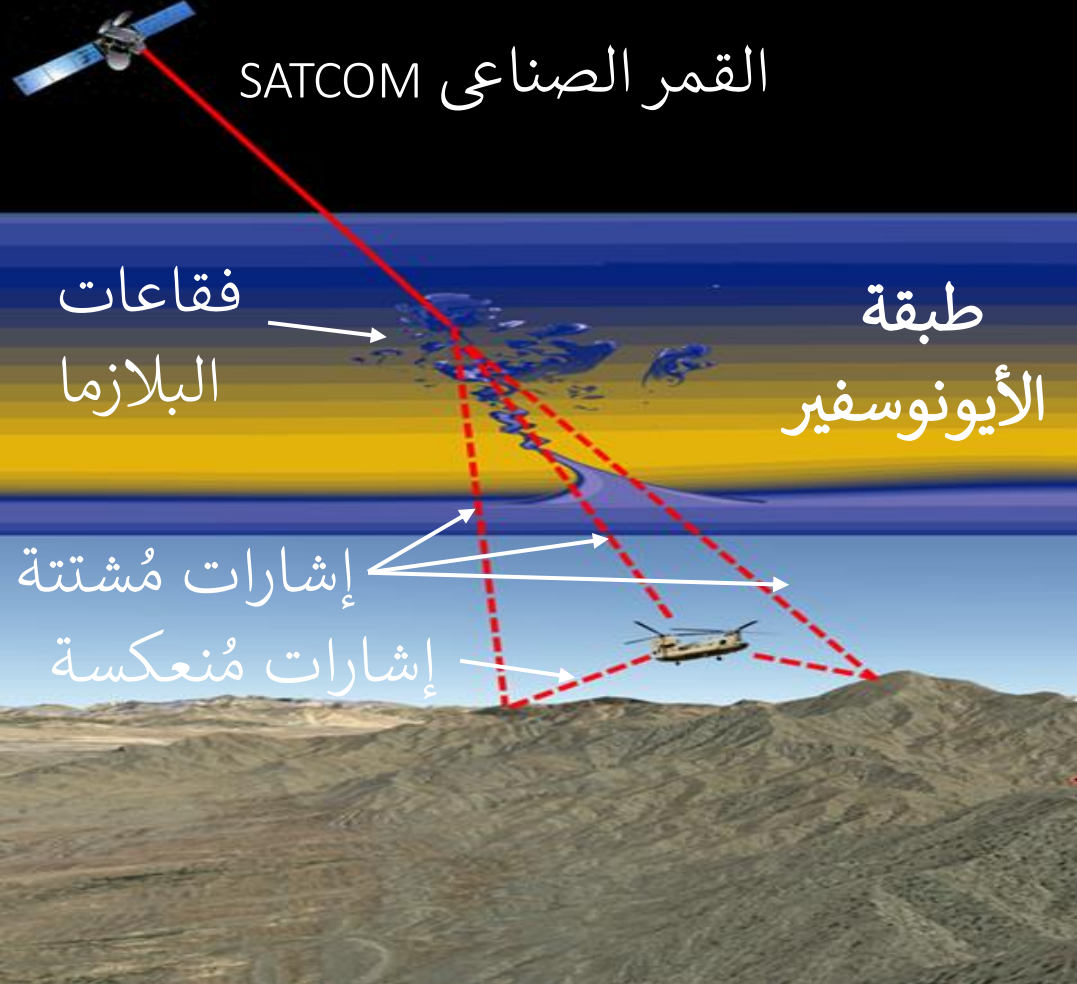 القمر الصناعى SATCOM
فقاعات
البلازما
طبقة
الأيونوسفير
إشارات مُشتتة
إشارات مُنعكسة